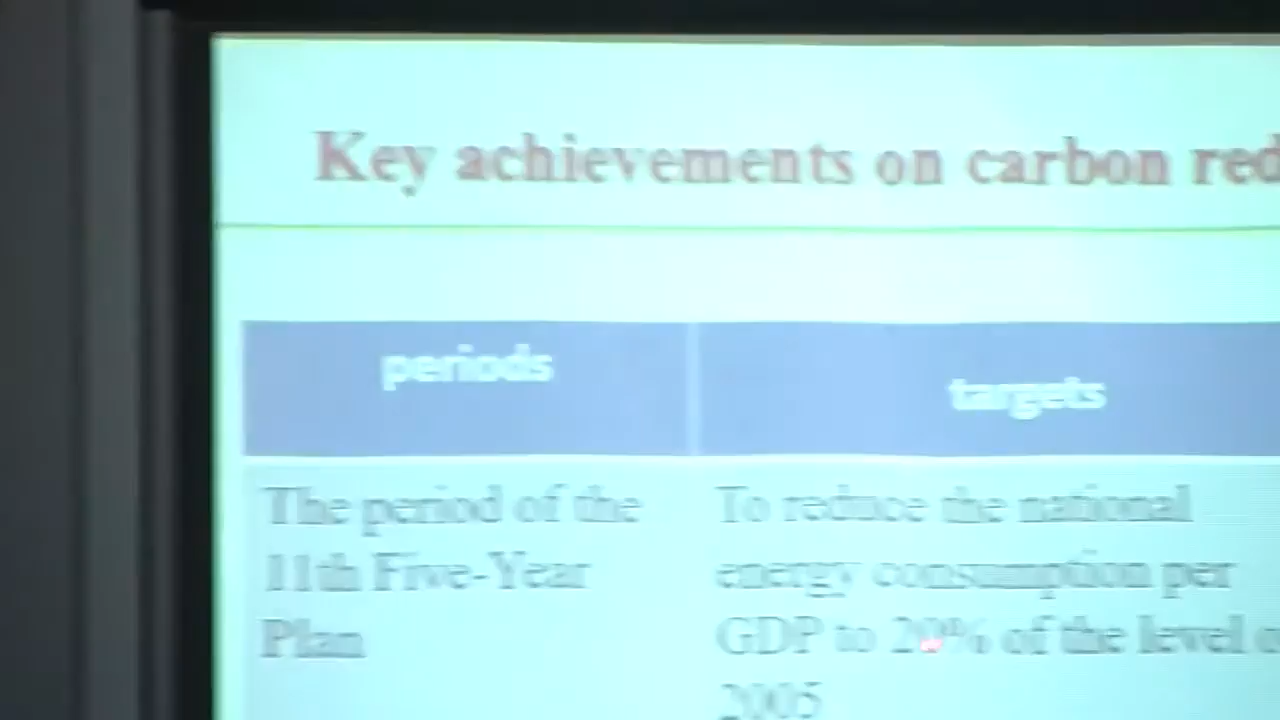 Key achievements on carbon red
periods
targets
The period of the
11th Five-Year
Plan
To reduce the national
energy consumption per
GDP to 20% of the level o
2005